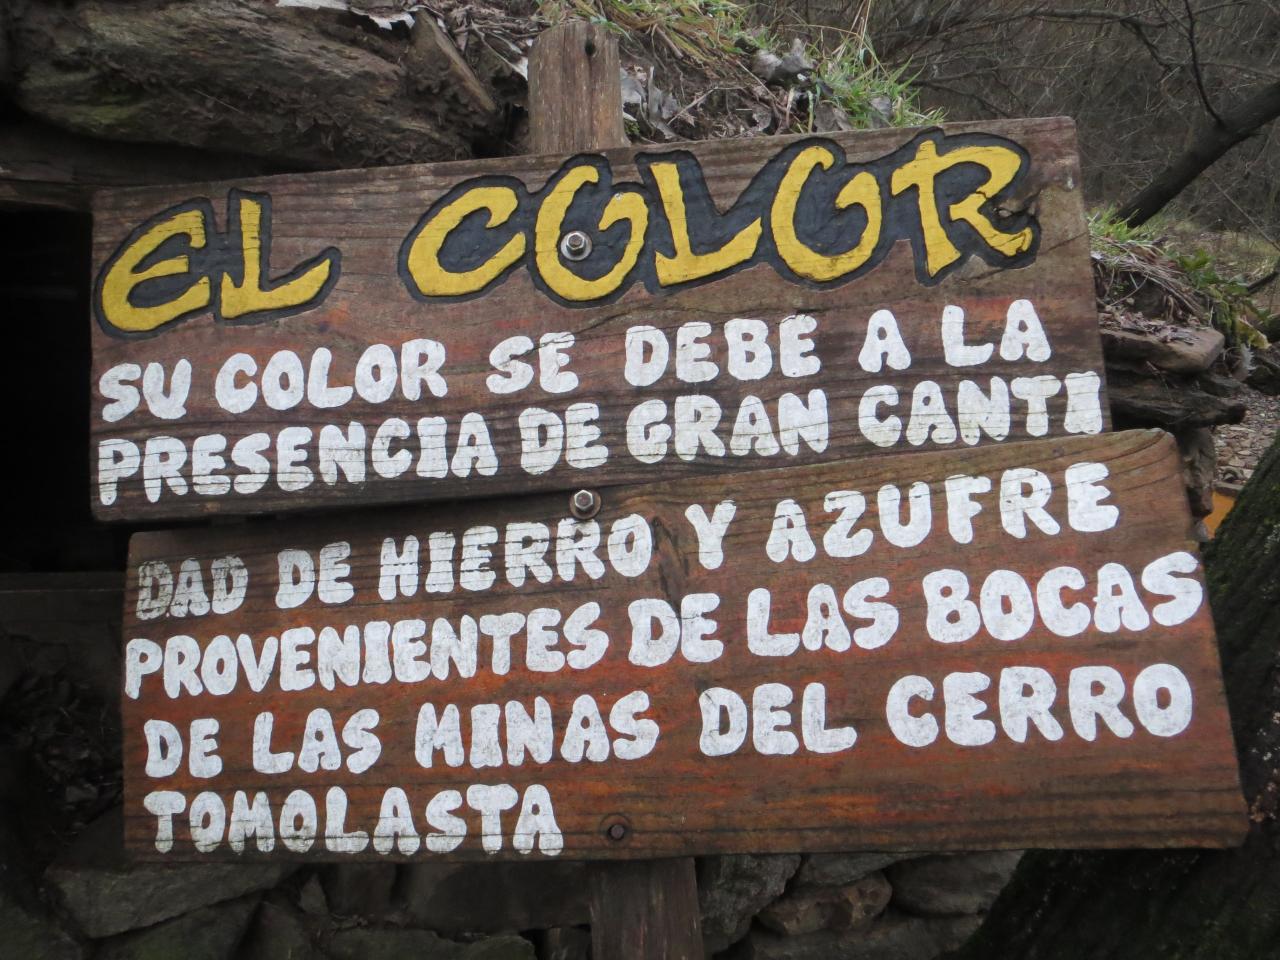 EL COLOR
SU COLOR SE DEBE A LA
PRESENCIA DE GRAN CANTI
DAD DE HIERRO Y AZUFRE
PROVENIENTES DE LAS BOCAS
DE LAS MINAS DEL CERRO
TOMOLASTA